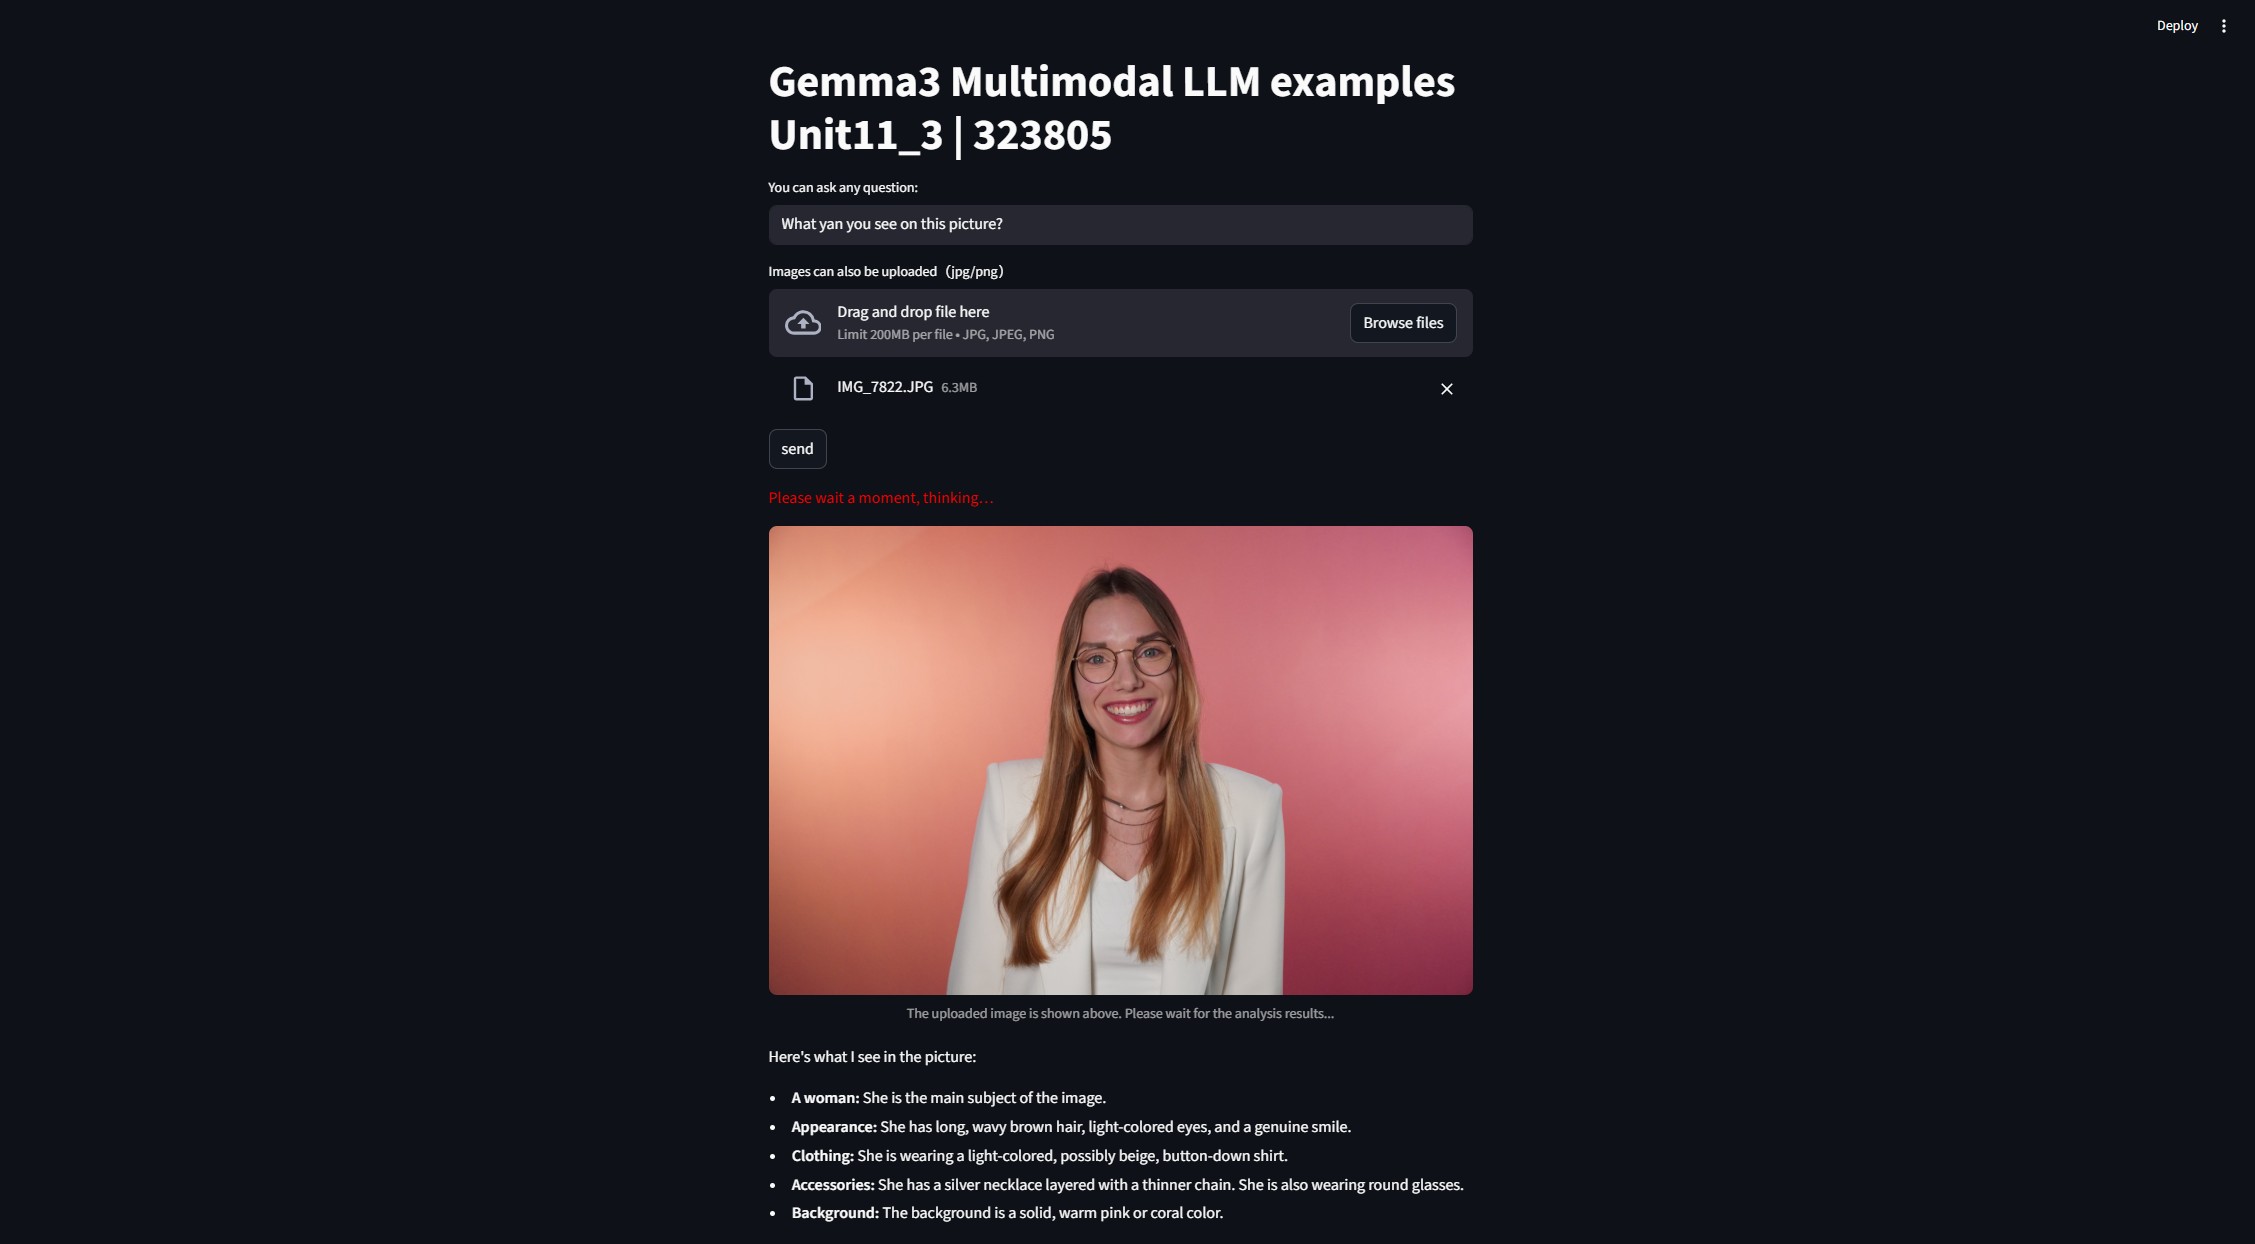 Deploy
Gemma3 Multimodal LLM examples
Unit11_3 | 323805
You can ask any question:
What yan you see on this picture?
Images can also be uploaded（jpg/png）
Drag and drop file here
Limit 200MB per file • JPG, JPEG, PNG
Browse files
IMG_7822.JPG 6.3MB
send
Please wait a moment, thinking…
The uploaded image is shown above. Please wait for the analysis results...
Here's what I see in the picture:
• A woman: She is the main subject of the image.
• Appearance: She has long, wavy brown hair, light-colored eyes, and a genuine smile.
• Clothing: She is wearing a light-colored, possibly beige, button-down shirt.
• Accessories: She has a silver necklace layered with a thinner chain. She is also wearing round glasses.
• Background: The background is a solid, warm pink or coral color.